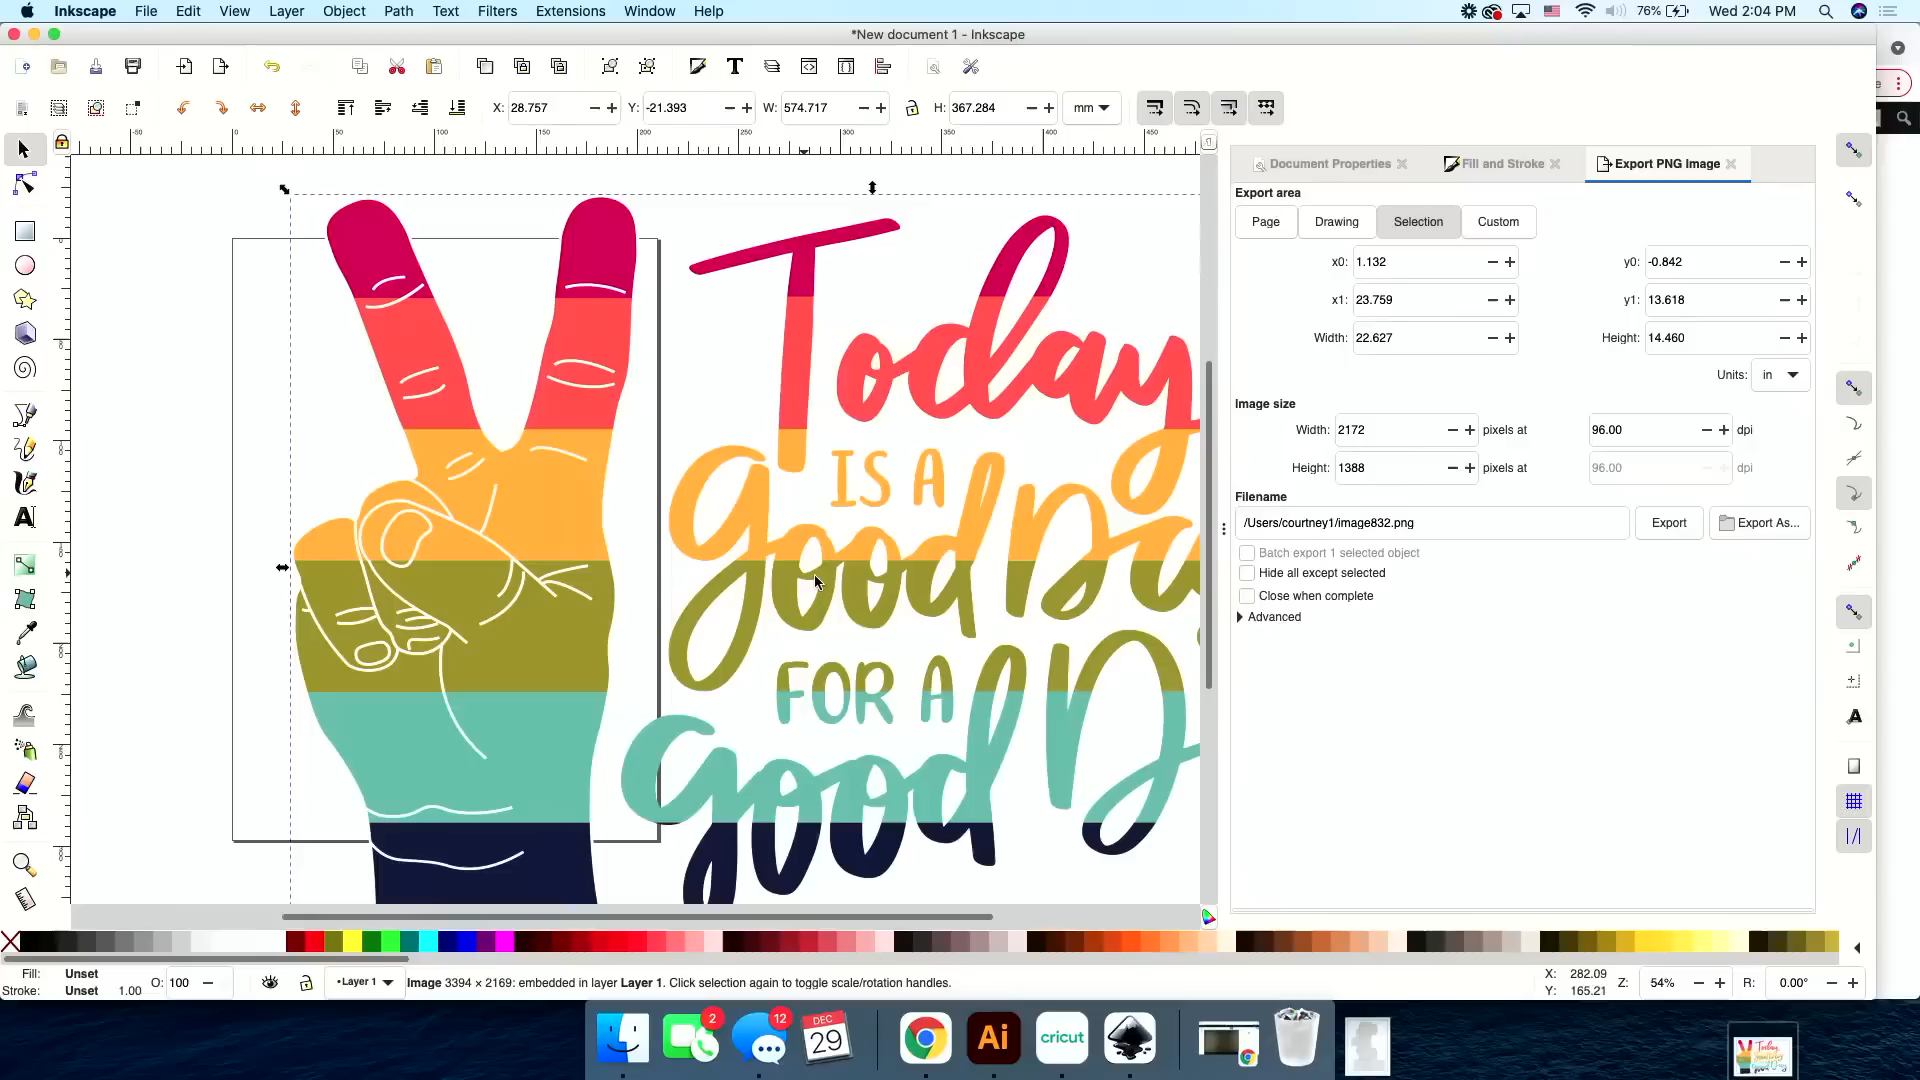 Inkscape File Edit View Layer Object Path Text Filters Extensions Window Help
76% Wed 2:04 PM
*New document 1 - Inkscape
X: 28.757 Y: -21.393 W: 574.717 H: 367.284 mm
Document Properties Fill and Stroke Export PNG Image
Export area
Page Drawing Selection Custom
x0: 1.132 y0: -0.842
x1: 23.759 y1: 13.618
Width: 22.627 Height: 14.460
Units: in
Image size
Width: 2172 pixels at 96.00 dpi
Height: 1388 pixels at 96.00 dpi
Filename
/Users/courtney1/image832.png Export Export As...
Batch export 1 selected object
Hide all except selected
Close when complete
Advanced
Today
IS A
good Da
FOR A
good D
Fill: Unset
Stroke: Unset 1.00
O: 100
•Layer 1
Image 3394 × 2169: embedded in layer Layer 1. Click selection again to toggle scale/rotation handles.
X: 282.09
Y: 165.21
Z: 54% R: 0.00°
2 12 DEC 29 Ai cricut